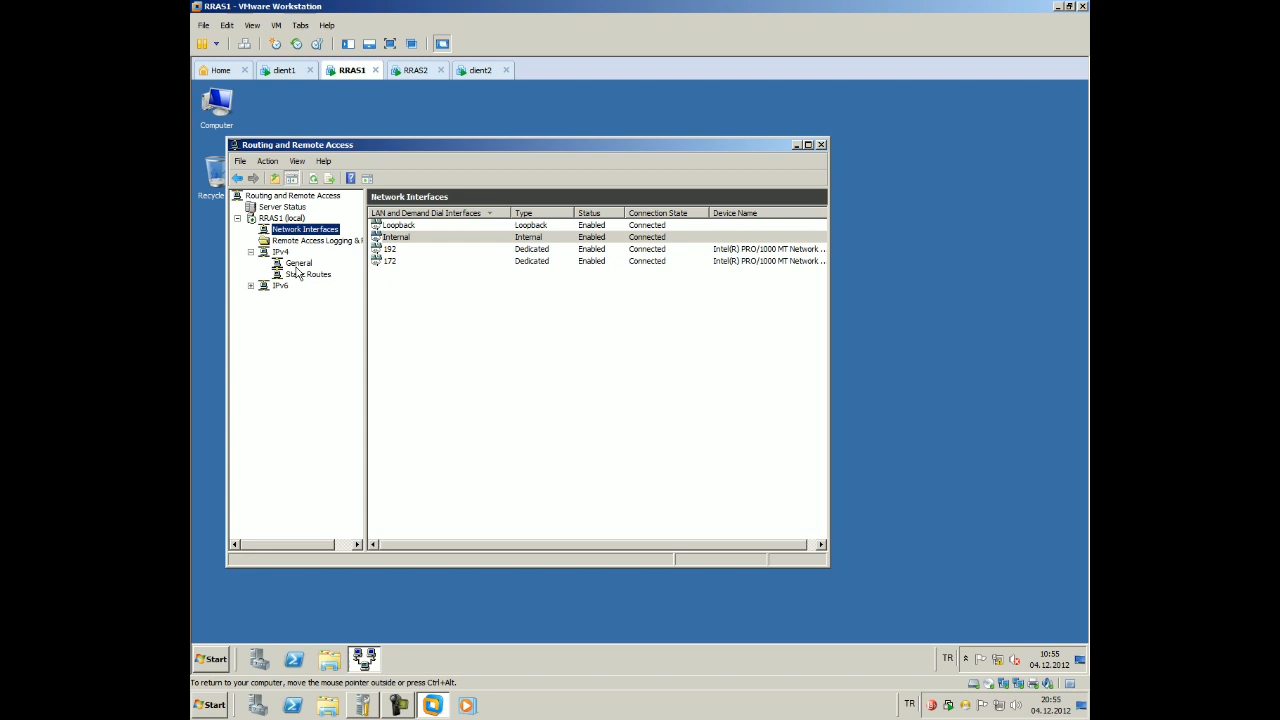 RRAS1 - VMware Workstation
File Edit View VM Tabs Help
Home client1 RRAS1 RRAS2 client2
Computer
Recycle
Routing and Remote Access
File Action View Help
Routing and Remote Access
Server Status
RRAS1 (local)
Network Interfaces
Remote Access Logging &
IPv4
General
Static Routes
IPv6
Network Interfaces
LAN and Demand Dial Interfaces Type Status Connection State Device Name
Loopback Loopback Enabled Connected
Internal Internal Enabled Connected
192 Dedicated Enabled Connected Intel(R) PRO/1000 MT Network ...
172 Dedicated Enabled Connected Intel(R) PRO/1000 MT Network ...
Start TR 10:55
04.12.2012
To return to your computer, move the mouse pointer outside or press Ctrl+Alt.
Start TR 20:55
04.12.2012